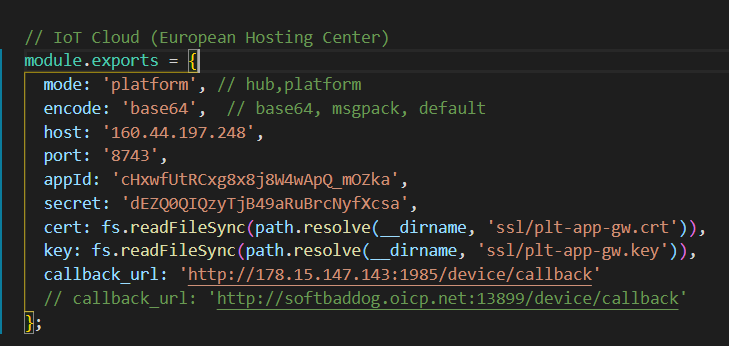 // IoT Cloud (European Hosting Center)
module.exports = {
mode: 'platform', // hub,platform
encode: 'base64',  // base64, msgpack, default
host: '160.44.197.248',
port: '8743',
appId: 'cHxwfUtRCxg8x8j8W4wApQ_mOZka',
secret: 'dEZQ0QIQzyTjB49aRuBrcNyfXcsa',
cert: fs.readFileSync(path.resolve(__dirname, 'ssl/plt-app-gw.crt')),
key: fs.readFileSync(path.resolve(__dirname, 'ssl/plt-app-gw.key')),
callback_url: 'http://178.15.147.143:1985/device/callback'
// callback_url: 'http://softbaddog.oicp.net:13899/device/callback'
};